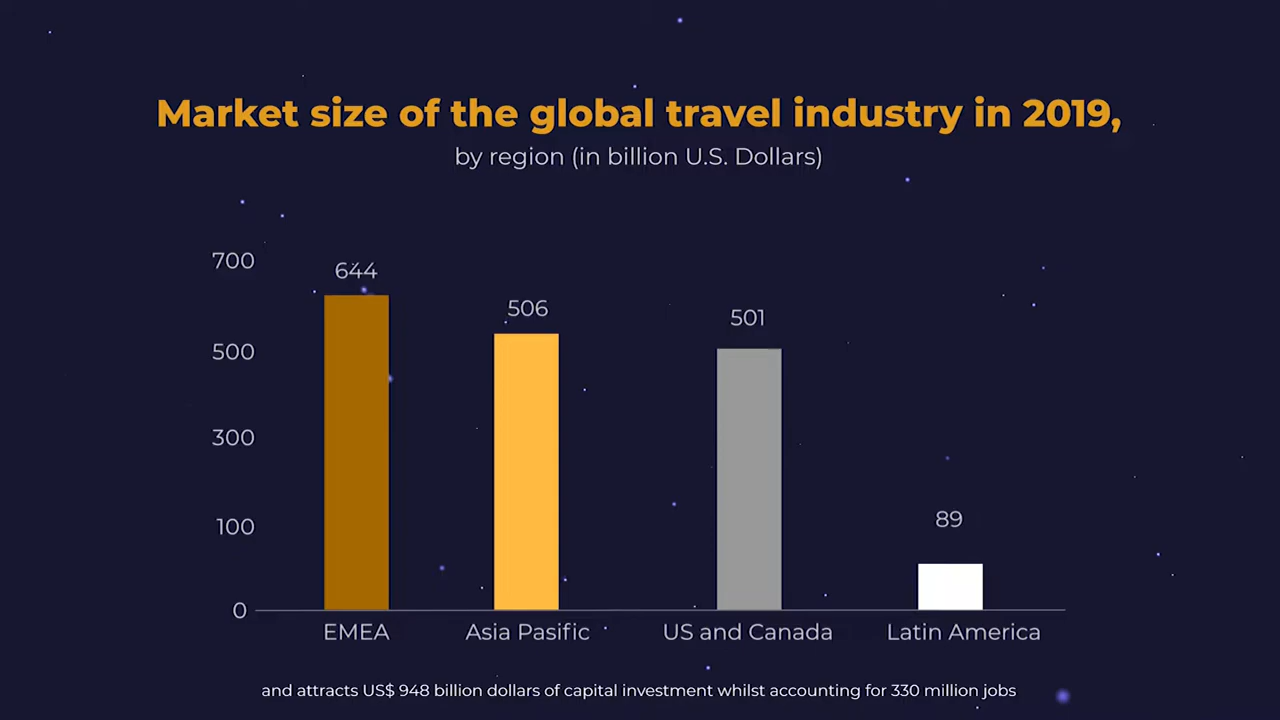 Market size of the global travel industry in 2019,
by region (in billion U.S. Dollars)
700
644
506
501
500
300
100
89
0
EMEA
Asia Pasific
US and Canada
Latin America
and attracts US$ 948 billion dollars of capital investment whilst accounting for 330 million jobs